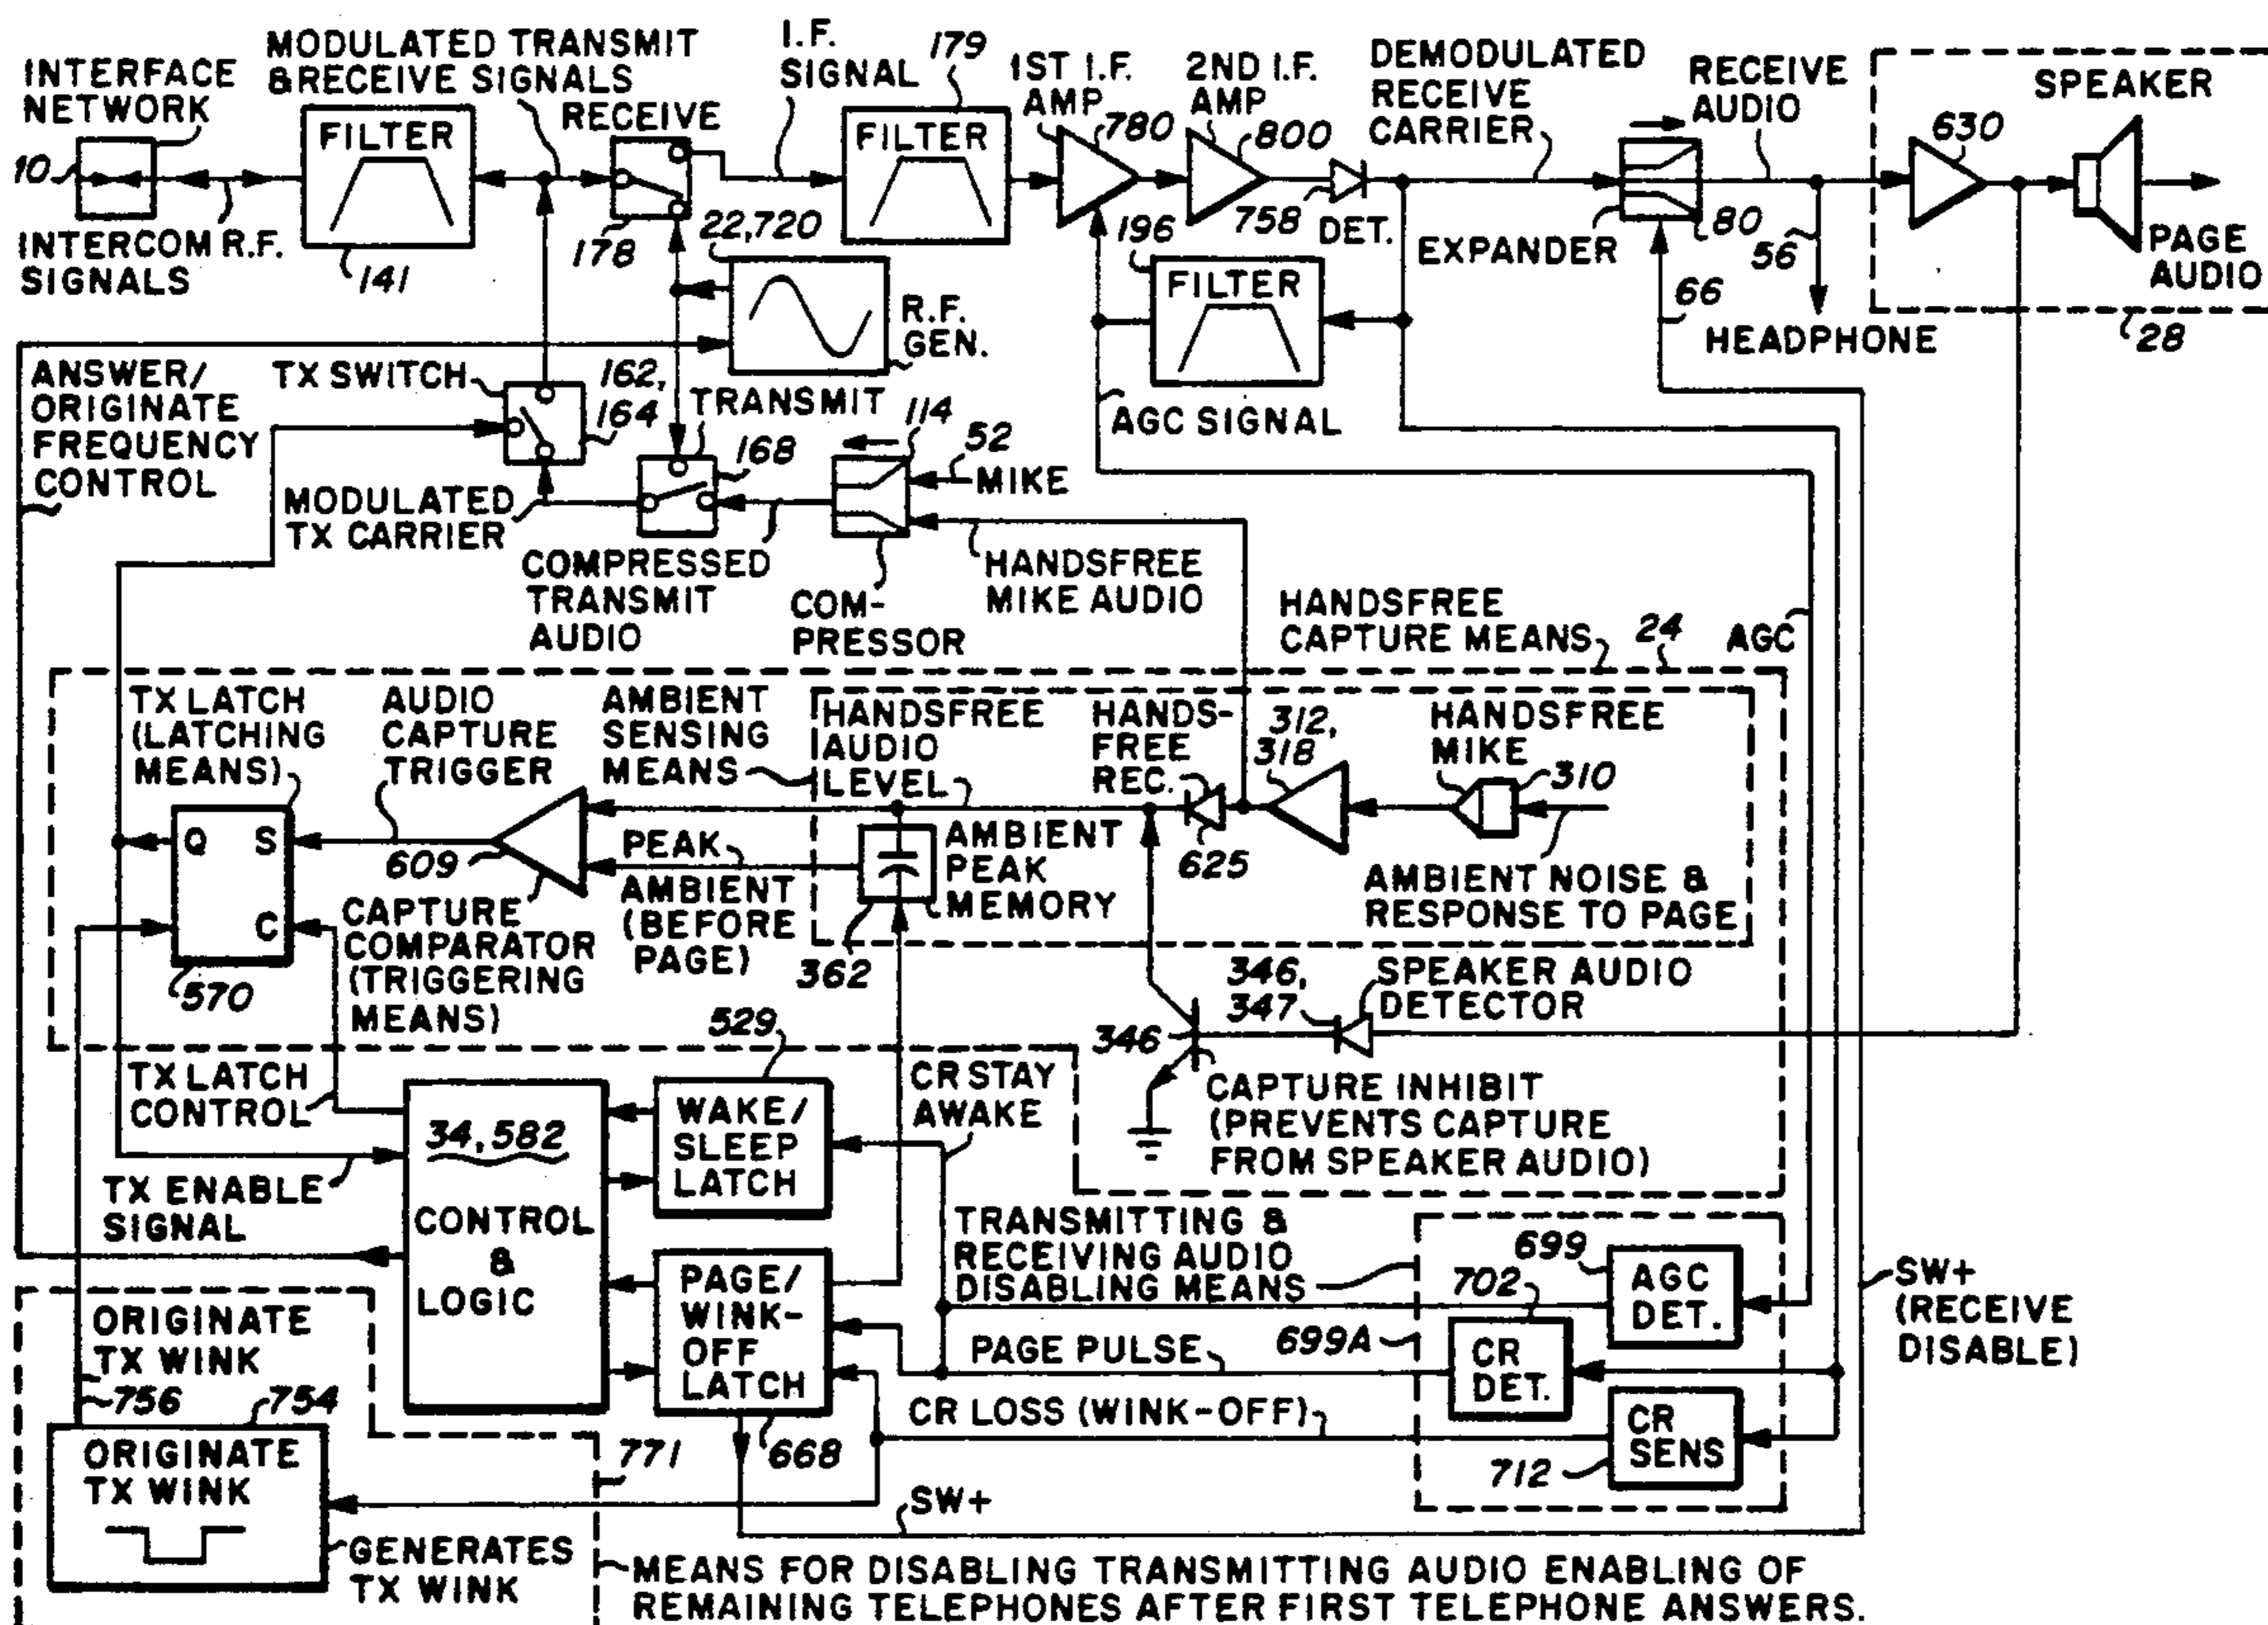 INTERFACE
NETWORK
10
INTERCOM R.F.
SIGNALS
MODULATED TRANSMIT
& RECEIVE SIGNALS
FILTER
141
RECEIVE
178
I.F.
SIGNAL
179
FILTER
22,720
R.F.
GEN.
1ST I.F.
AMP
780
2ND I.F.
AMP
800
758
DET.
196
FILTER
AGC SIGNAL
DEMODULATED
RECEIVE
CARRIER
EXPANDER
80
RECEIVE
AUDIO
56
66
HEADPHONE
SPEAKER
630
PAGE
AUDIO
28
ANSWER/
ORIGINATE
FREQUENCY
CONTROL
TX SWITCH
162,
164
TRANSMIT
168
114
52
MIKE
MODULATED
TX CARRIER
COMPRESSED
TRANSMIT
AUDIO
COM-
PRESSOR
HANDSFREE
MIKE AUDIO
HANDSFREE
CAPTURE MEANS
24
AGC
TX LATCH
(LATCHING
MEANS)
AUDIO
CAPTURE
TRIGGER
AMBIENT
SENSING
MEANS
HANDSFREE
AUDIO
LEVEL
HANDS-
FREE
REC.
312,
318
HANDSFREE
MIKE
310
Q S
C
570
609
PEAK
AMBIENT
(BEFORE
PAGE)
AMBIENT
PEAK
MEMORY
362
625
AMBIENT NOISE &
RESPONSE TO PAGE
CAPTURE
COMPARATOR
(TRIGGERING
MEANS)
346,
347
SPEAKER AUDIO
DETECTOR
346
CAPTURE INHIBIT
(PREVENTS CAPTURE
FROM SPEAKER AUDIO)
529
TX LATCH
CONTROL
34,582
CONTROL
&
LOGIC
WAKE/
SLEEP
LATCH
CR STAY
AWAKE
TX ENABLE
SIGNAL
PAGE/
WINK-
OFF
LATCH
668
TRANSMITTING &
RECEIVING AUDIO
DISABLING MEANS
699
AGC
DET.
702
699A
CR
DET.
PAGE PULSE
CR LOSS (WINK-OFF)
CR
SENS
712
SW+
(RECEIVE
DISABLE)
ORIGINATE
TX WINK
756
754
ORIGINATE
TX WINK
771
SW+
GENERATES
TX WINK
MEANS FOR DISABLING TRANSMITTING AUDIO ENABLING OF
REMAINING TELEPHONES AFTER FIRST TELEPHONE ANSWERS.